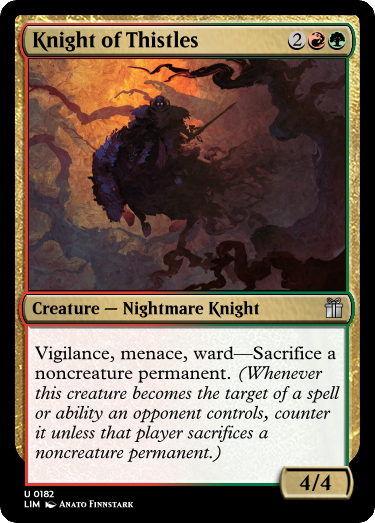 Knight of Thistles 2
Creature — Nightmare Knight
Vigilance, menace, ward—Sacrifice a
noncreature permanent. (Whenever
this creature becomes the target of a spell
or ability an opponent controls, counter
it unless that player sacrifices a
noncreature permanent.)
4/4
U 0182
LIM Anato Finnstark